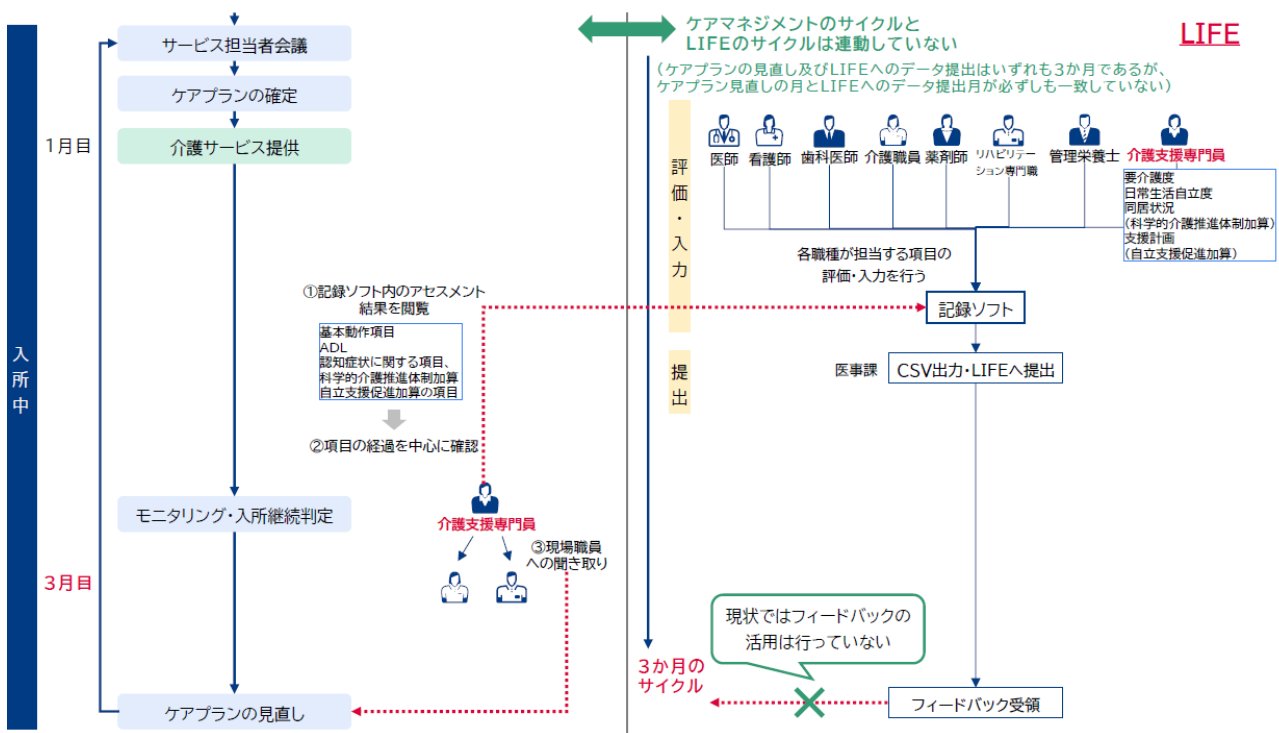 入所中
1月目
3月目
サービス担当者会議
ケアプランの確定
介護サービス提供
①記録ソフト内のアセスメント
結果を閲覧
基本動作項目
ADL
認知症状に関する項目、
科学的介護推進体制加算
自立支援促進加算の項目
②項目の経過を中心に確認
モニタリング・入所継続判定
介護支援専門員
③現場職員
への聞き取り
ケアプランの見直し
ケアマネジメントのサイクルと
LIFEのサイクルは連動していない
(ケアプランの見直し及びLIFEへのデータ提出はいずれも3か月であるが、
ケアプラン見直しの月とLIFEへのデータ提出月が必ずしも一致していない)
LIFE
評価・入力
医師
看護師
歯科医師
介護職員
薬剤師
リハビリテー
ション専門職
管理栄養士
介護支援専門員
要介護度
日常生活自立度
同居状況
(科学的介護推進体制加算)
支援計画
(自立支援促進加算)
各職種が担当する項目の
評価・入力を行う
記録ソフト
提出
医事課
CSV出力・LIFEへ提出
現状ではフィードバックの
活用は行っていない
3か月の
サイクル
フィードバック受領